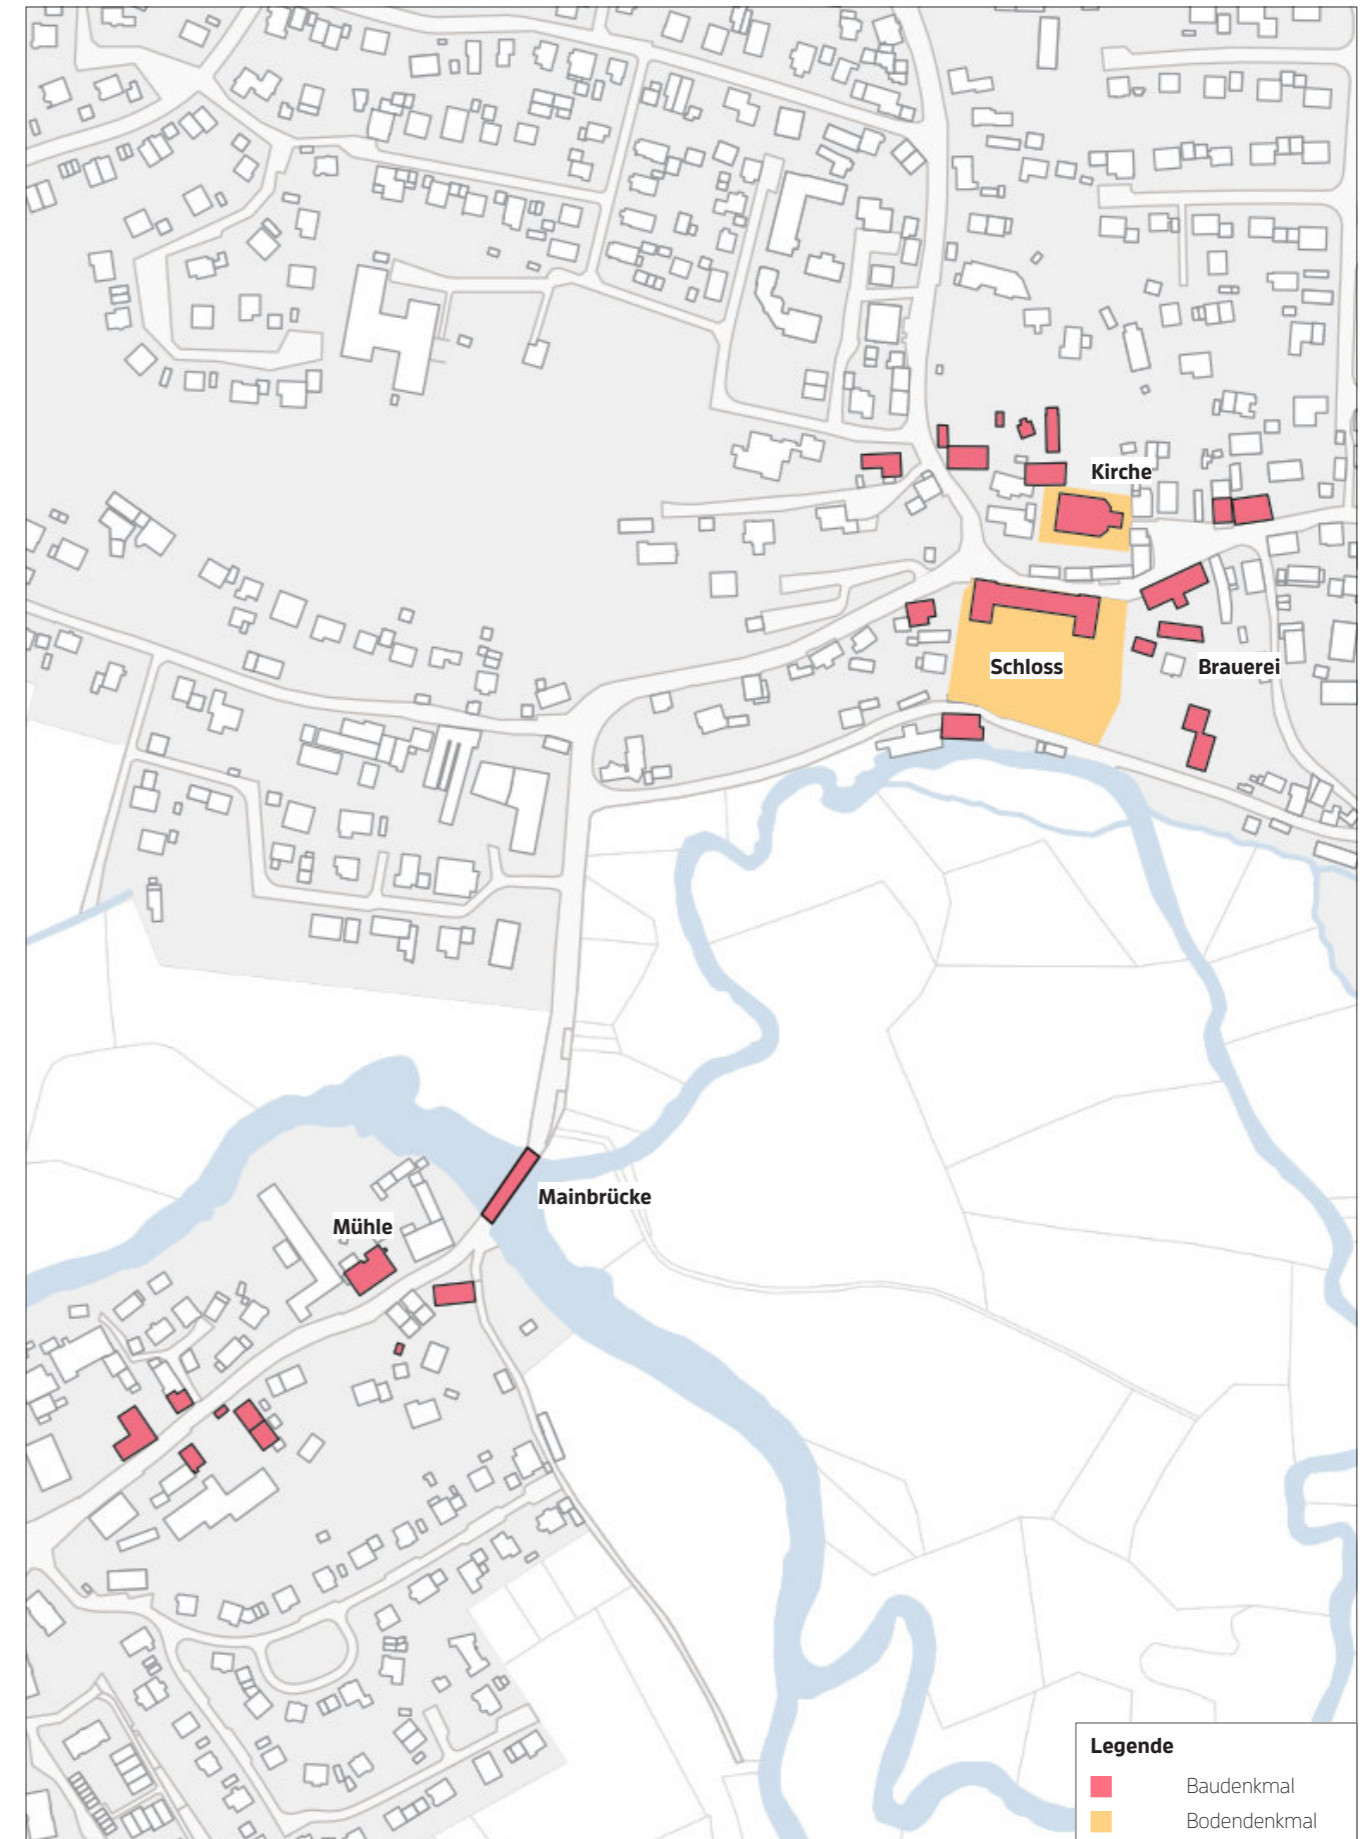 Kirche
Schloss
Brauerei
Mainbrücke
Mühle
Legende
Baudenkmal
Bodendenkmal